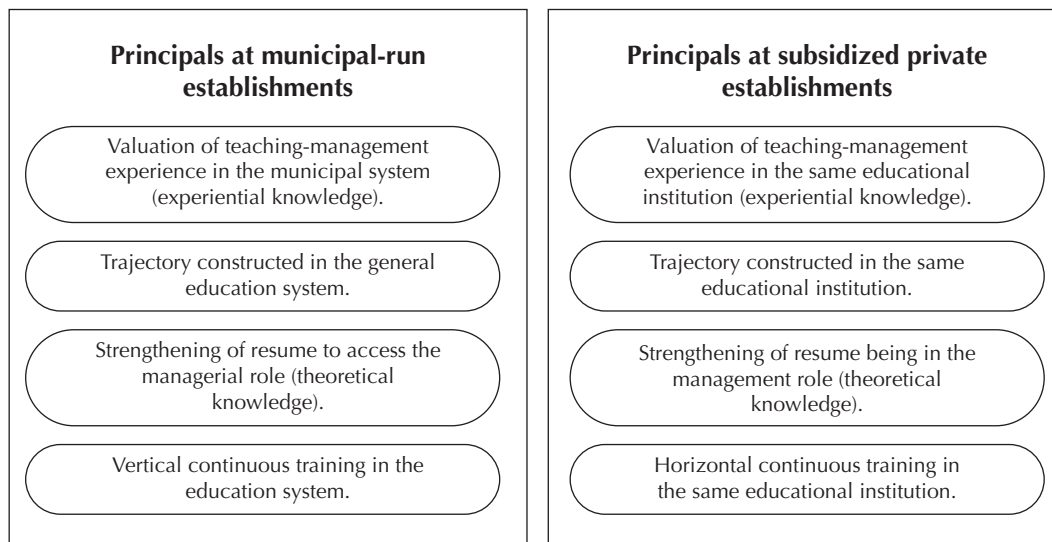 Principals at municipal-run
establishments
Valuation of teaching-management
experience in the municipal system
(experiential knowledge).
Trajectory constructed in the general
education system.
Strengthening of resume to access the
managerial role (theoretical
knowledge).
Vertical continuous training in the
education system.
Principals at subsidized private
establishments
Valuation of teaching-management
experience in the same educational
institution (experiential knowledge).
Trajectory constructed in the same
educational institution.
Strengthening of resume being in the
management role (theoretical
knowledge).
Horizontal continuous training in
the same educational institution.